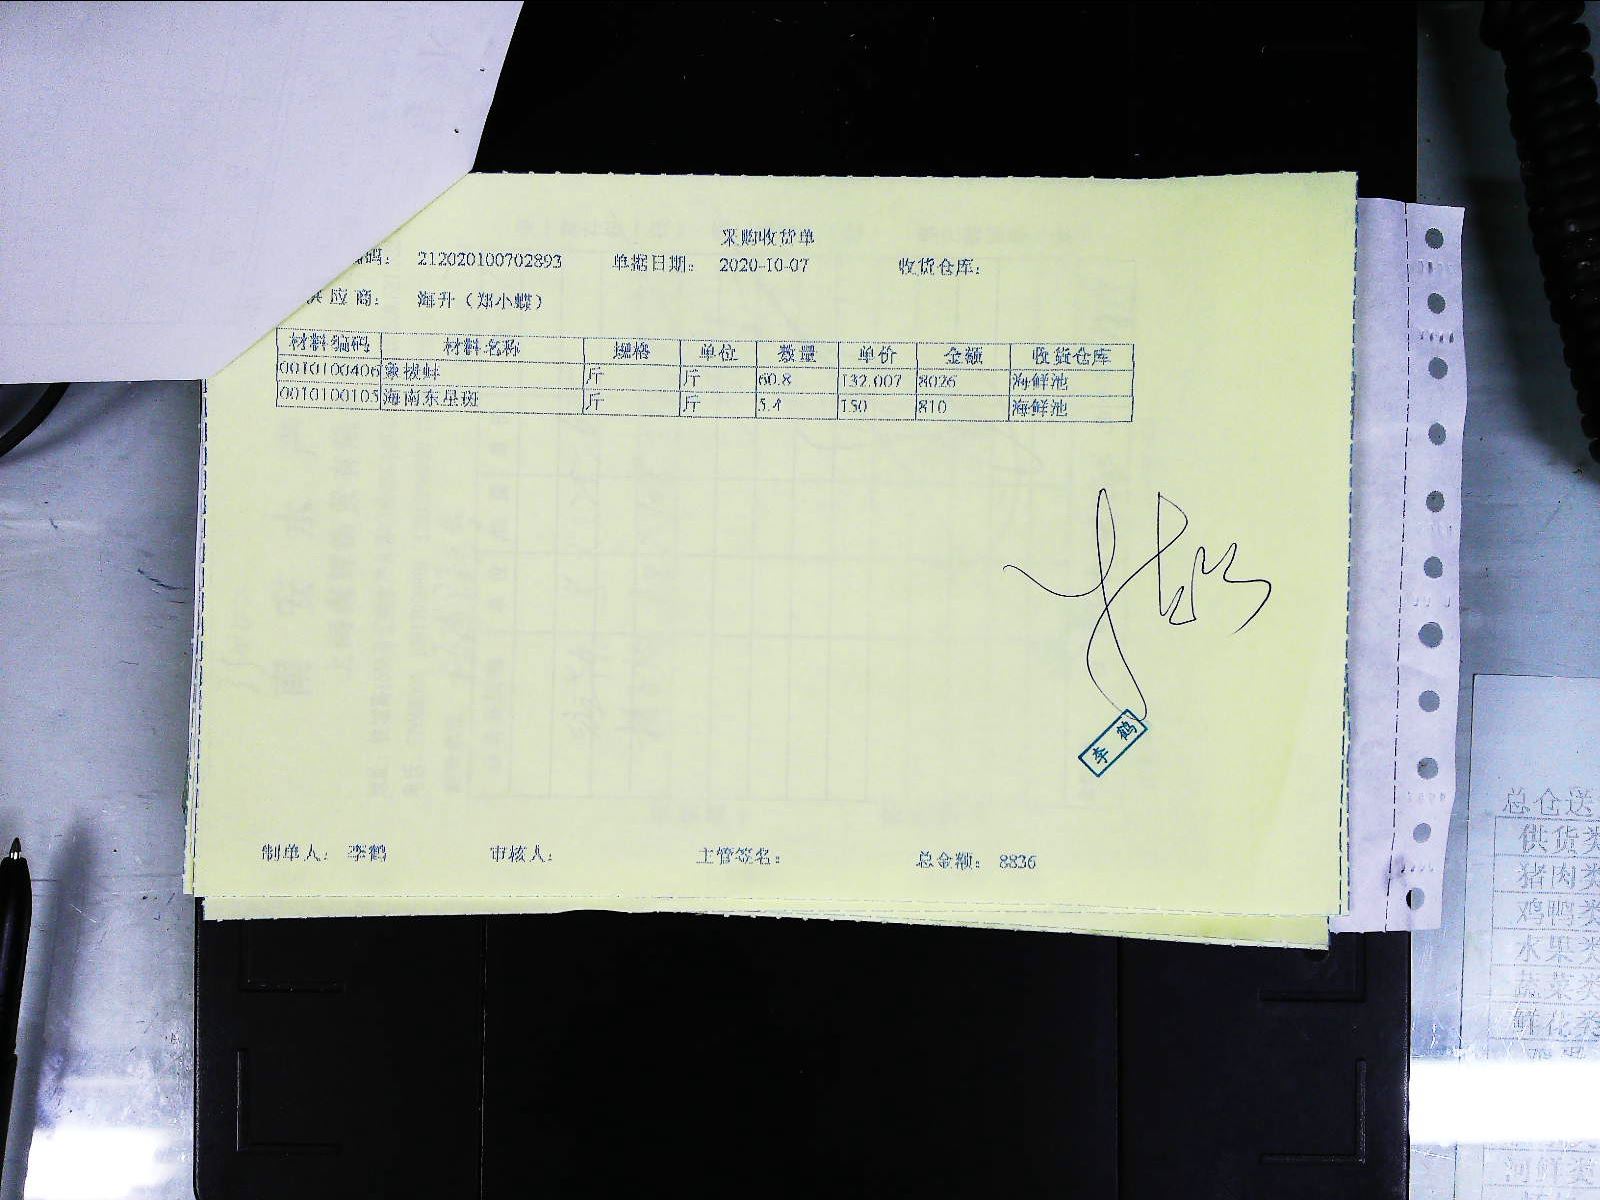 采购收货单
码： 212020100702893 单据日期： 2020-10-07 收货仓库：
供应商： 海升（郑小蝶）
材料编码 材料名称 规格 单位 数量 单价 金额 收货仓库
0010100406 象拔蚌 斤 斤 60.8 132.007 8026 海鲜池
0010100105 海南东星斑 斤 斤 5.4 150 810 海鲜池
李鹤
制单人： 李鹤 审核人： 主管签名： 总金额： 8836
总仓送
供货类
猪肉类
鸡鸭类
水果类
蔬菜类
鲜花类
河鲜类